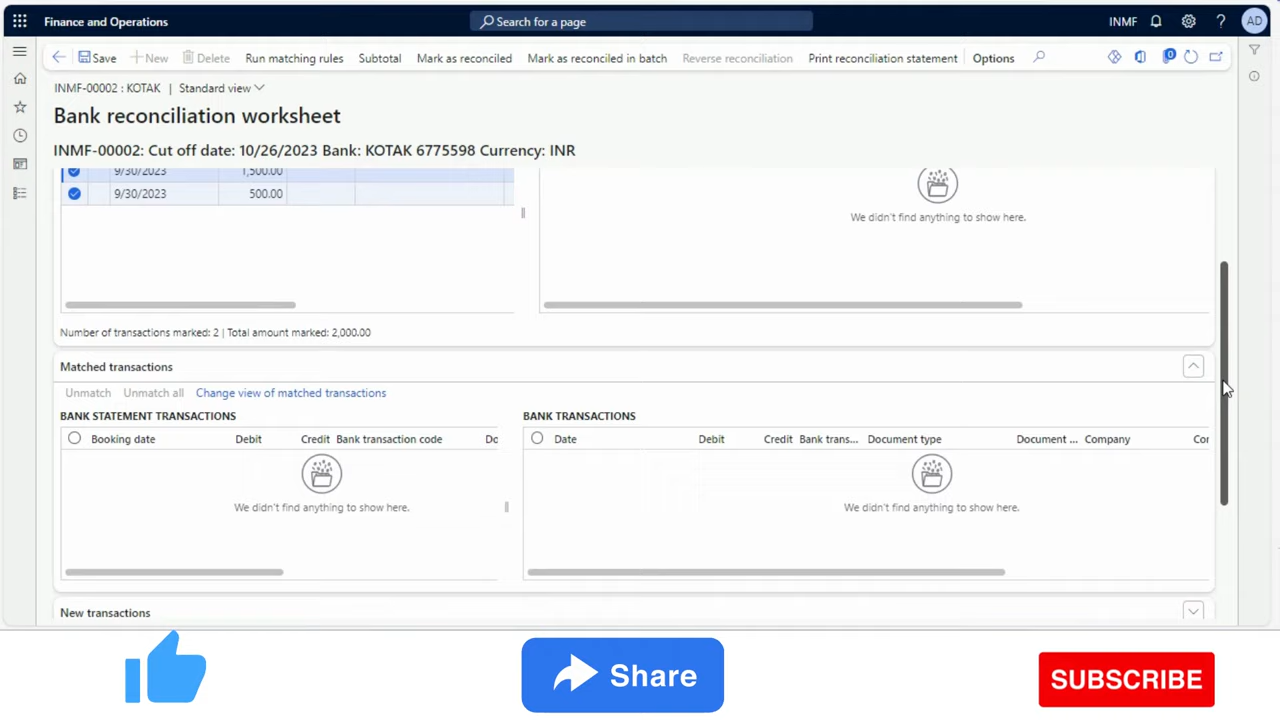 Finance and Operations
Search for a page
INMF
?
AD
Save
New
Delete
Run matching rules
Subtotal
Mark as reconciled
Mark as reconciled in batch
Reverse reconciliation
Print reconciliation statement
Options
0
INMF-00002 : KOTAK | Standard view
Bank reconciliation worksheet
INMF-00002: Cut off date: 10/26/2023 Bank: KOTAK 6775598 Currency: INR
9/30/2023 1,500.00
9/30/2023 500.00
We didn't find anything to show here.
Number of transactions marked: 2 | Total amount marked: 2,000.00
Matched transactions
Unmatch Unmatch all Change view of matched transactions
BANK STATEMENT TRANSACTIONS
Booking date Debit Credit Bank transaction code Do
We didn't find anything to show here.
BANK TRANSACTIONS
Date Debit Credit Bank trans... Document type Document ... Company Cor
We didn't find anything to show here.
New transactions
Share
SUBSCRIBE